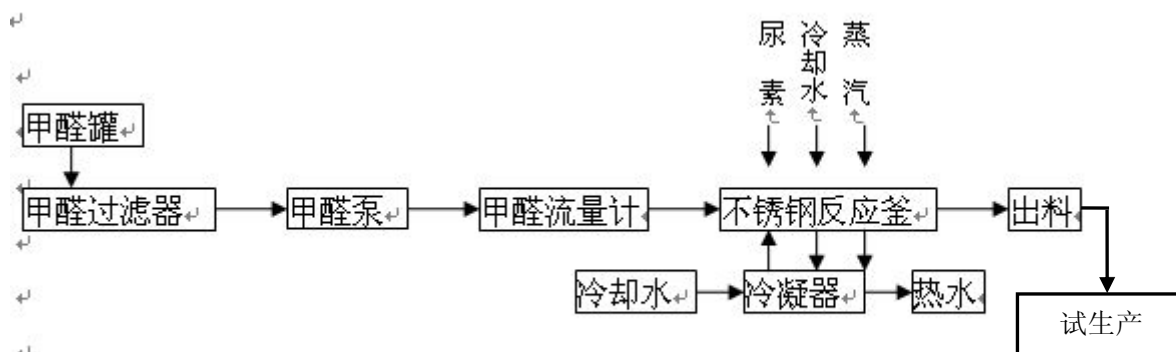 尿素
冷却水
蒸汽
甲醛罐
甲醛过滤器
甲醛泵
甲醛流量计
不锈钢反应釜
出料
冷却水
冷凝器
热水
试生产